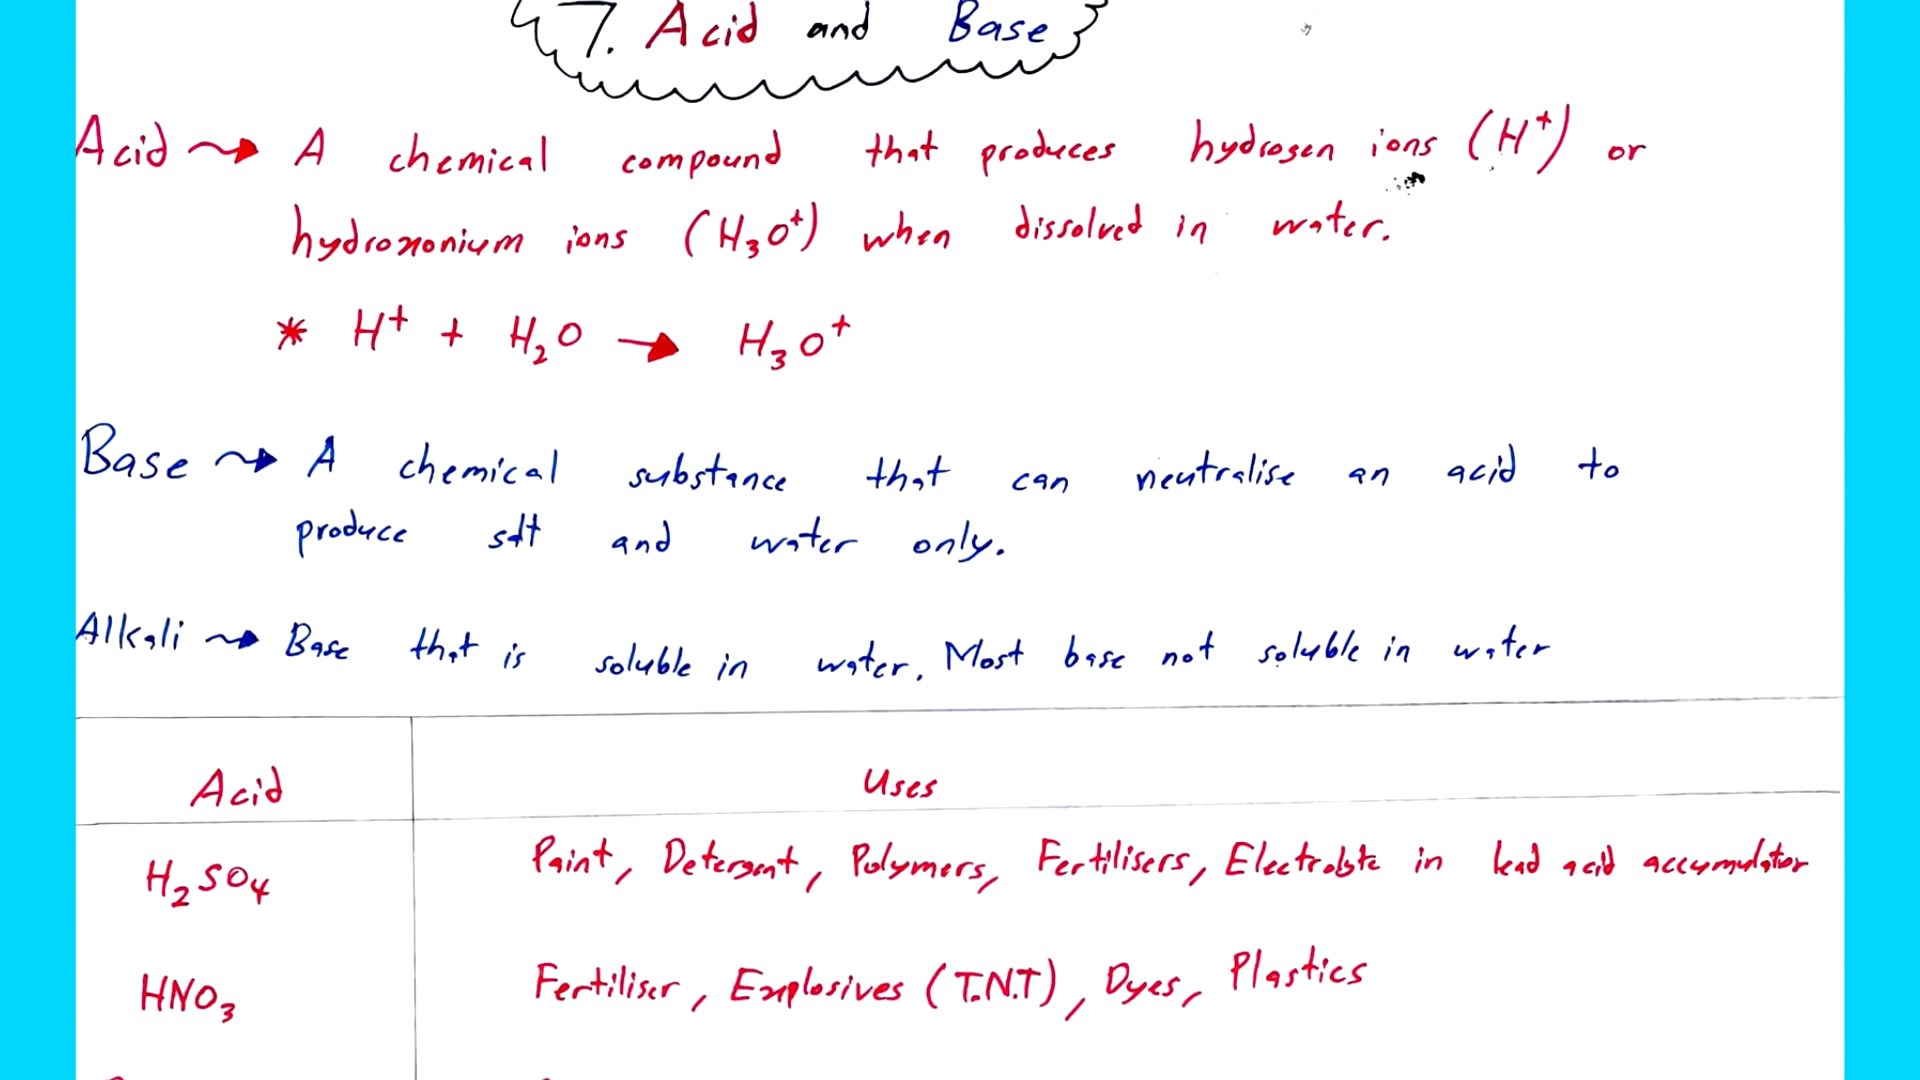 7. Acid and Base
Acid → A chemical compound that produces hydrogen ions (H⁺) or
hydroxonium ions (H₃O⁺) when dissolved in water.
* H⁺ + H₂O → H₃O⁺
Base → A chemical substance that can neutralise an acid to
produce salt and water only.
Alkali → Base that is soluble in water. Most base not soluble in water
Acid Uses
H₂SO₄ Paint, Detergent, Polymers, Fertilisers, Electrolyte in lead acid accumulator
HNO₃ Fertiliser, Explosives (T.N.T), Dyes, Plastics